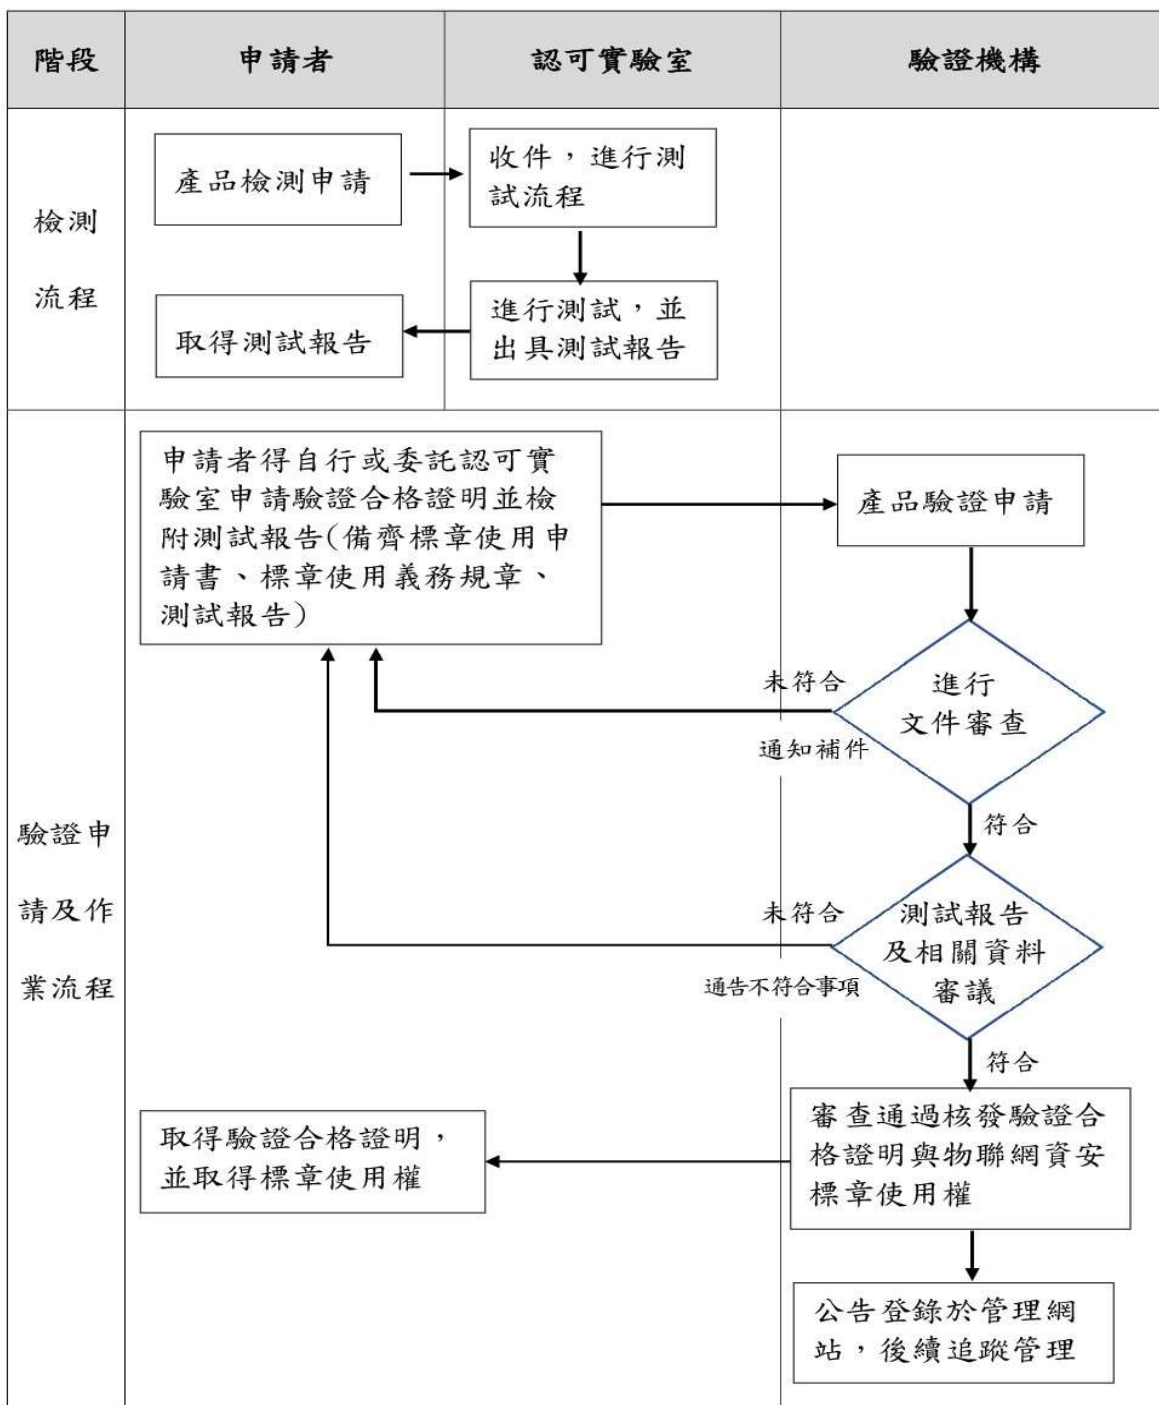 階段
申請者
認可實驗室
驗證機構
檢測
流程
產品檢測申請
收件，進行測
試流程
進行測試，並
出具測試報告
取得測試報告
驗證申
請及作
業流程
申請者得自行或委託認可實
驗室申請驗證合格證明並檢
附測試報告(備齊標章使用申
請書、標章使用義務規章、
測試報告)
產品驗證申請
進行
文件審查
未符合
通知補件
符合
測試報告
及相關資料
審議
未符合
通告不符合事項
符合
審查通過核發驗證合
格證明與物聯網資安
標章使用權
取得驗證合格證明，
並取得標章使用權
公告登錄於管理網
站，後續追蹤管理